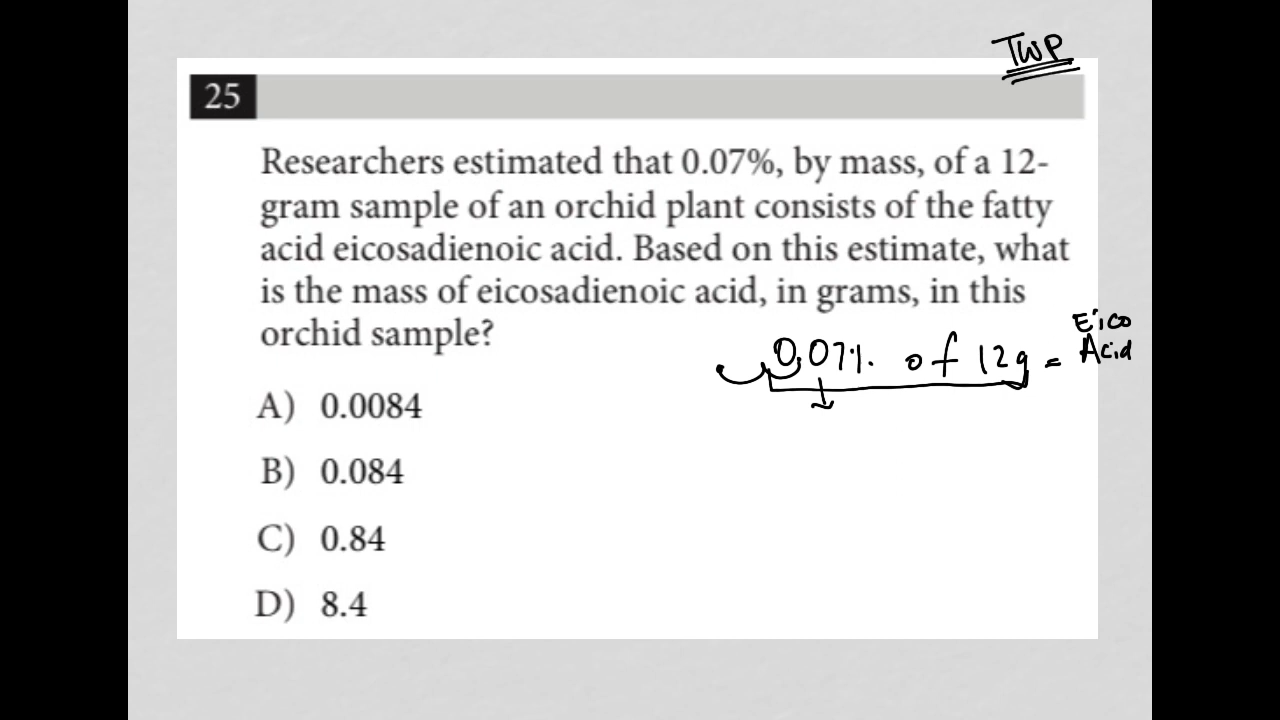 TWP
25
Researchers estimated that 0.07%, by mass, of a 12-
gram sample of an orchid plant consists of the fatty
acid eicosadienoic acid. Based on this estimate, what
is the mass of eicosadienoic acid, in grams, in this
orchid sample?
0.07% of 12g = Eico
Acid
A) 0.0084
B) 0.084
C) 0.84
D) 8.4